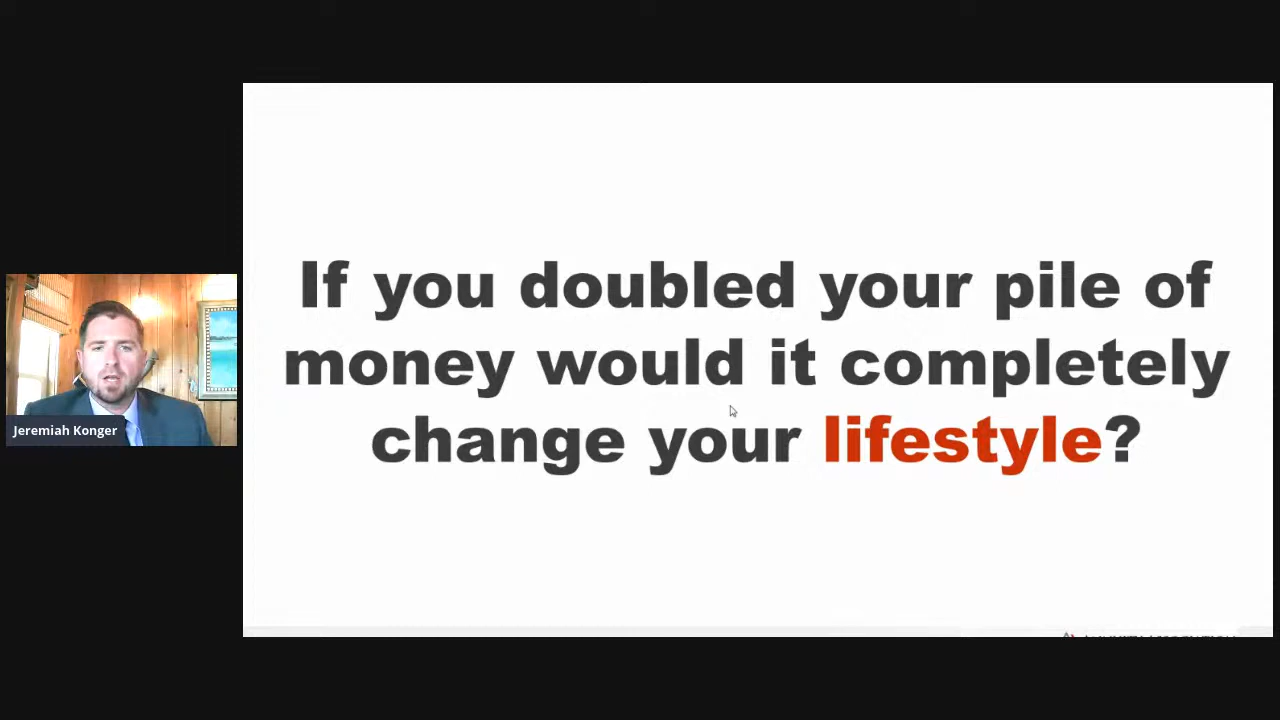 If you doubled your pile of
money would it completely
change your lifestyle?
Jeremiah Konger